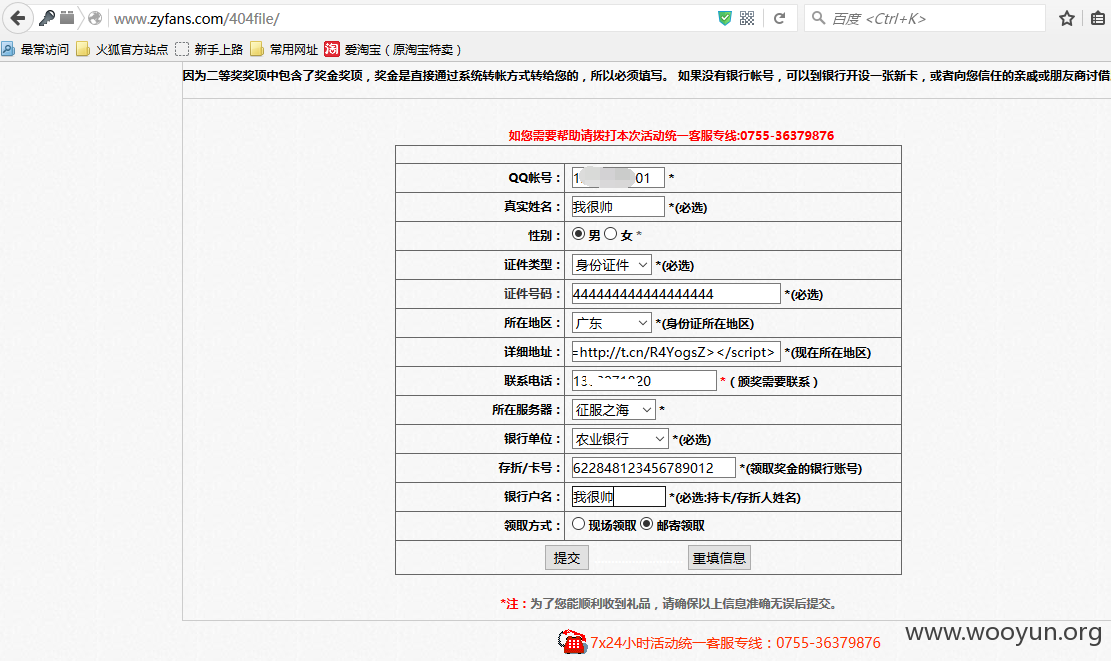 www.zyfans.com/404file/
百度 <Ctrl+K>
最常访问 火狐官方站点 新手上路 常用网址 淘 爱淘宝（原淘宝特卖）
因为二等奖奖项中包含了奖金奖项，奖金是直接通过系统转帐方式转给您的，所以必须填写。 如果没有银行帐号，可以到银行开设一张新卡，或者向您信任的亲戚或朋友商讨借
如您需要帮助请拨打本次活动统一客服专线:0755-36379876
QQ帐号： 1 01 *
真实姓名： 我很帅 *(必选)
性别： 男 女 *
证件类型： 身份证件 *(必选)
证件号码： 444444444444444444 *(必选)
所在地区： 广东 *(身份证所在地区)
详细地址： =http://t.cn/R4YogsZ></script> *(现在所在地区)
联系电话： 13 20 *（颁奖需要联系）
所在服务器： 征服之海 *
银行单位： 农业银行 *(必选)
存折/卡号： 622848123456789012 *(领取奖金的银行账号)
银行户名： 我很帅 *(必选:持卡/存折人姓名)
领取方式： 现场领取 邮寄领取
提交 重填信息
*注：为了您能顺利收到礼品，请确保以上信息准确无误后提交。
7x24小时活动统一客服专线：0755-36379876
www.wooyun.org